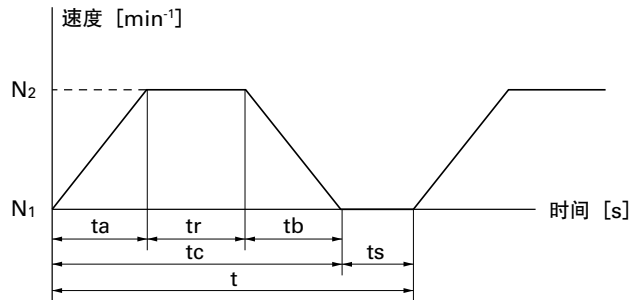 速度 [min⁻¹]
N₂
N₁
时间 [s]
ta tr tb
tc ts
t